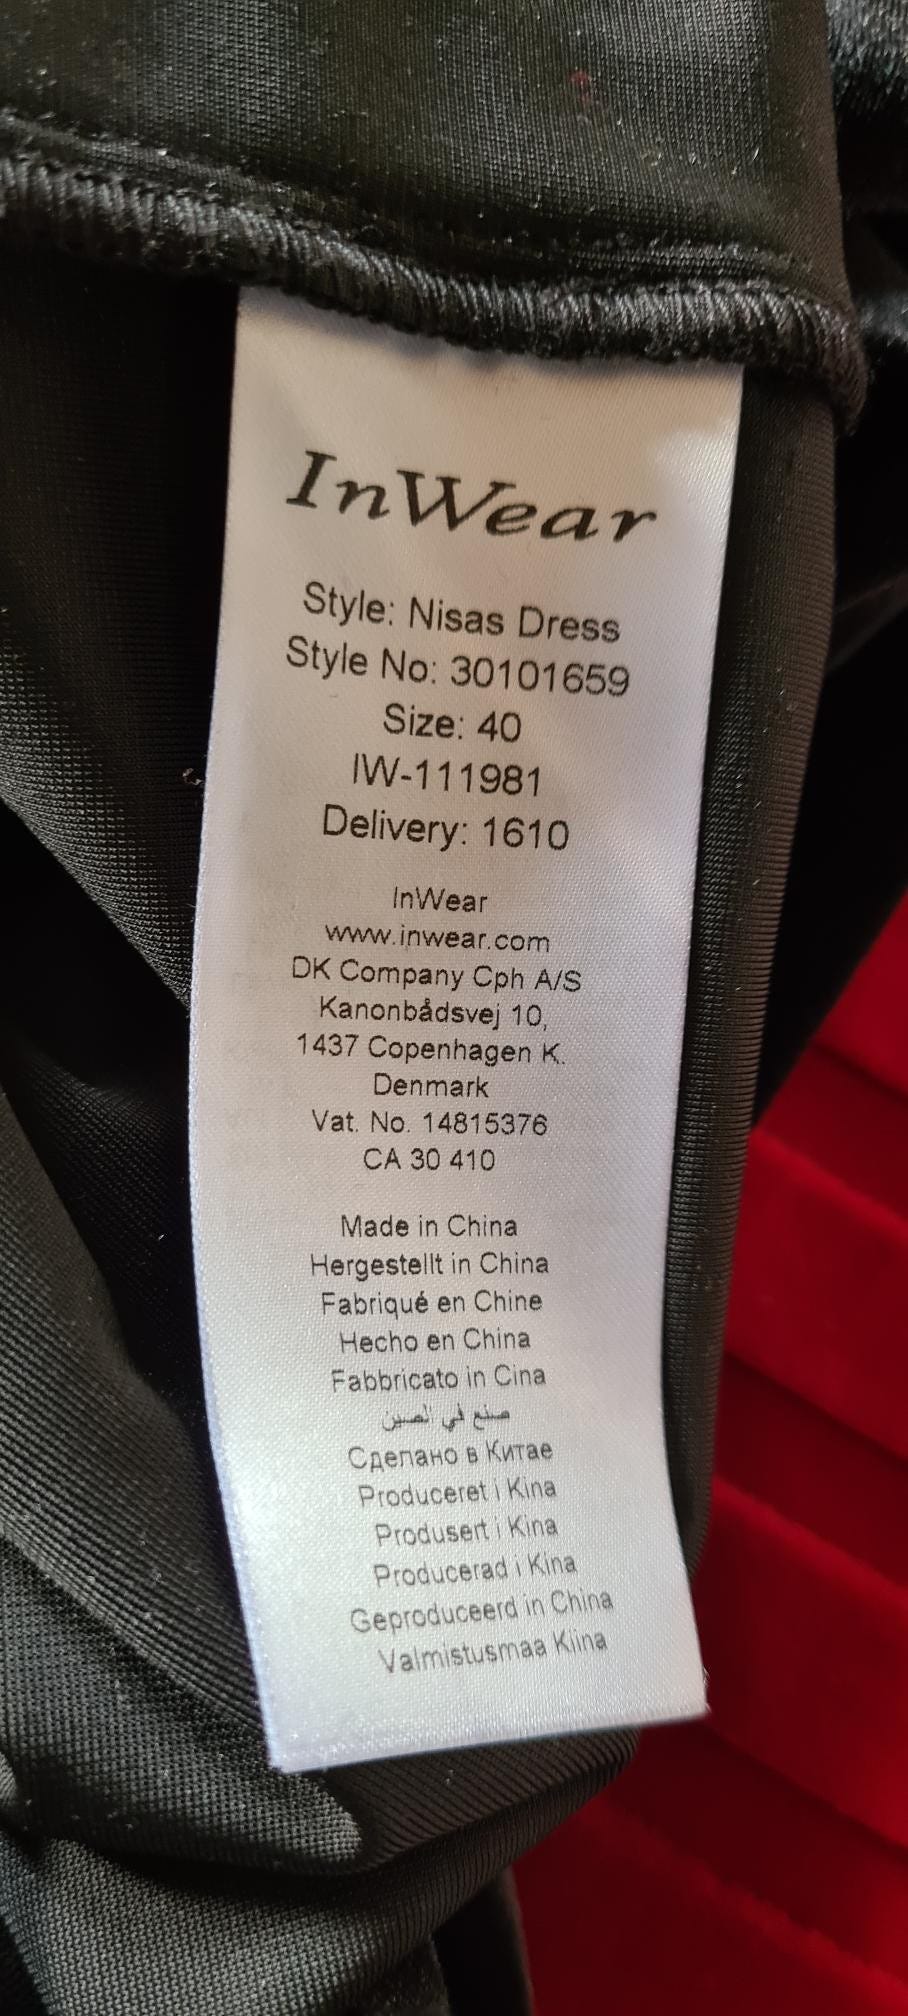 InWear
Style: Nisas Dress
Style No: 30101659
Size: 40
IW-111981
Delivery: 1610
InWear
www.inwear.com
DK Company Cph A/S
Kanonbådsvej 10,
1437 Copenhagen K.
Denmark
Vat. No. 14815376
CA 30 410
Made in China
Hergestellt in China
Fabriqué en Chine
Hecho en China
Fabbricato in Cina
صنع في الصين
Сделано в Китае
Produceret i Kina
Produsert i Kina
Producerad i Kina
Geproduceerd in China
Valmistusmaa Kiina